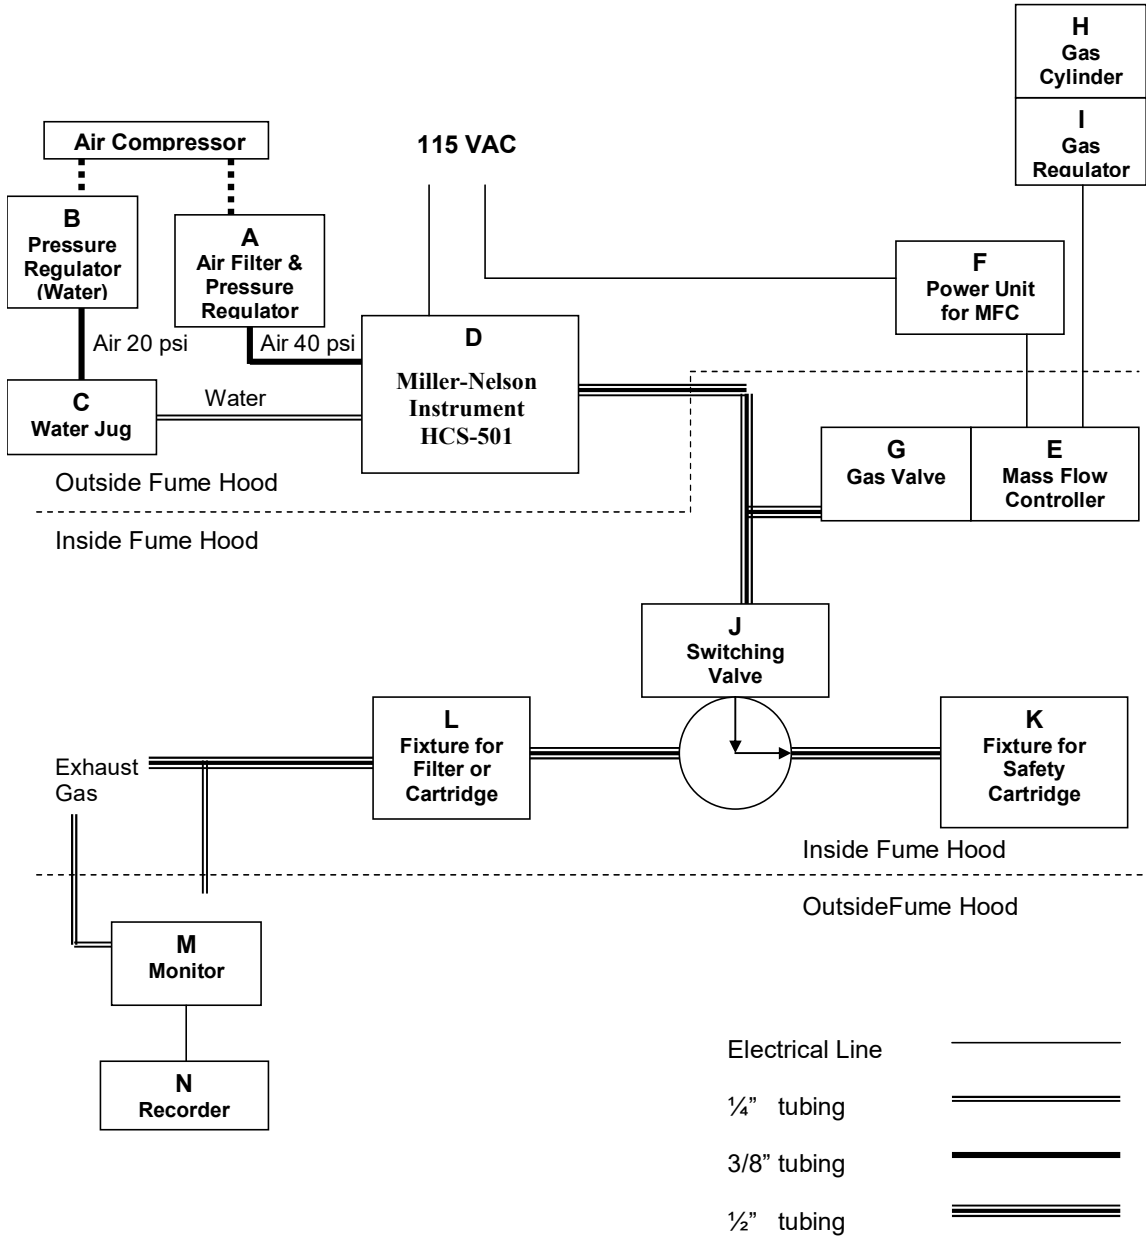 H
Gas
Cylinder
I
Gas
Regulator
Air Compressor
115 VAC
B
Pressure
Regulator
(Water)
A
Air Filter &
Pressure
Regulator
F
Power Unit
for MFC
Air 20 psi
Air 40 psi
D
Miller-Nelson
Instrument
HCS-501
C
Water Jug
Water
G
Gas Valve
E
Mass Flow
Controller
Outside Fume Hood
Inside Fume Hood
J
Switching
Valve
L
Fixture for
Filter or
Cartridge
K
Fixture for
Safety
Cartridge
Exhaust
Gas
Inside Fume Hood
OutsideFume Hood
M
Monitor
N
Recorder
Electrical Line
¼” tubing
3/8” tubing
½” tubing